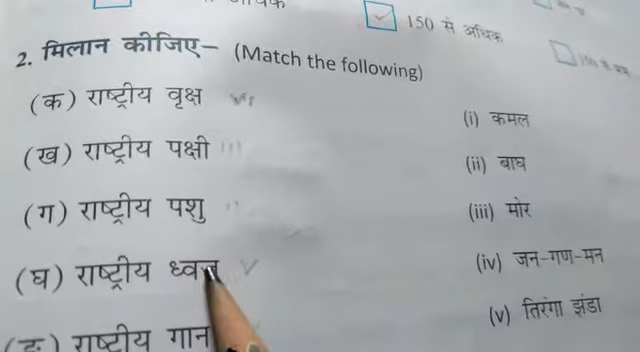 150 से अधिक
2. मिलान कीजिए– (Match the following)
(क) राष्ट्रीय वृक्ष
(i) कमल
(ख) राष्ट्रीय पक्षी
(ii) बाघ
(ग) राष्ट्रीय पशु
(iii) मोर
(घ) राष्ट्रीय ध्वज
(iv) जन-गण-मन
(ङ) राष्ट्रीय गान
(v) तिरंगा झंडा